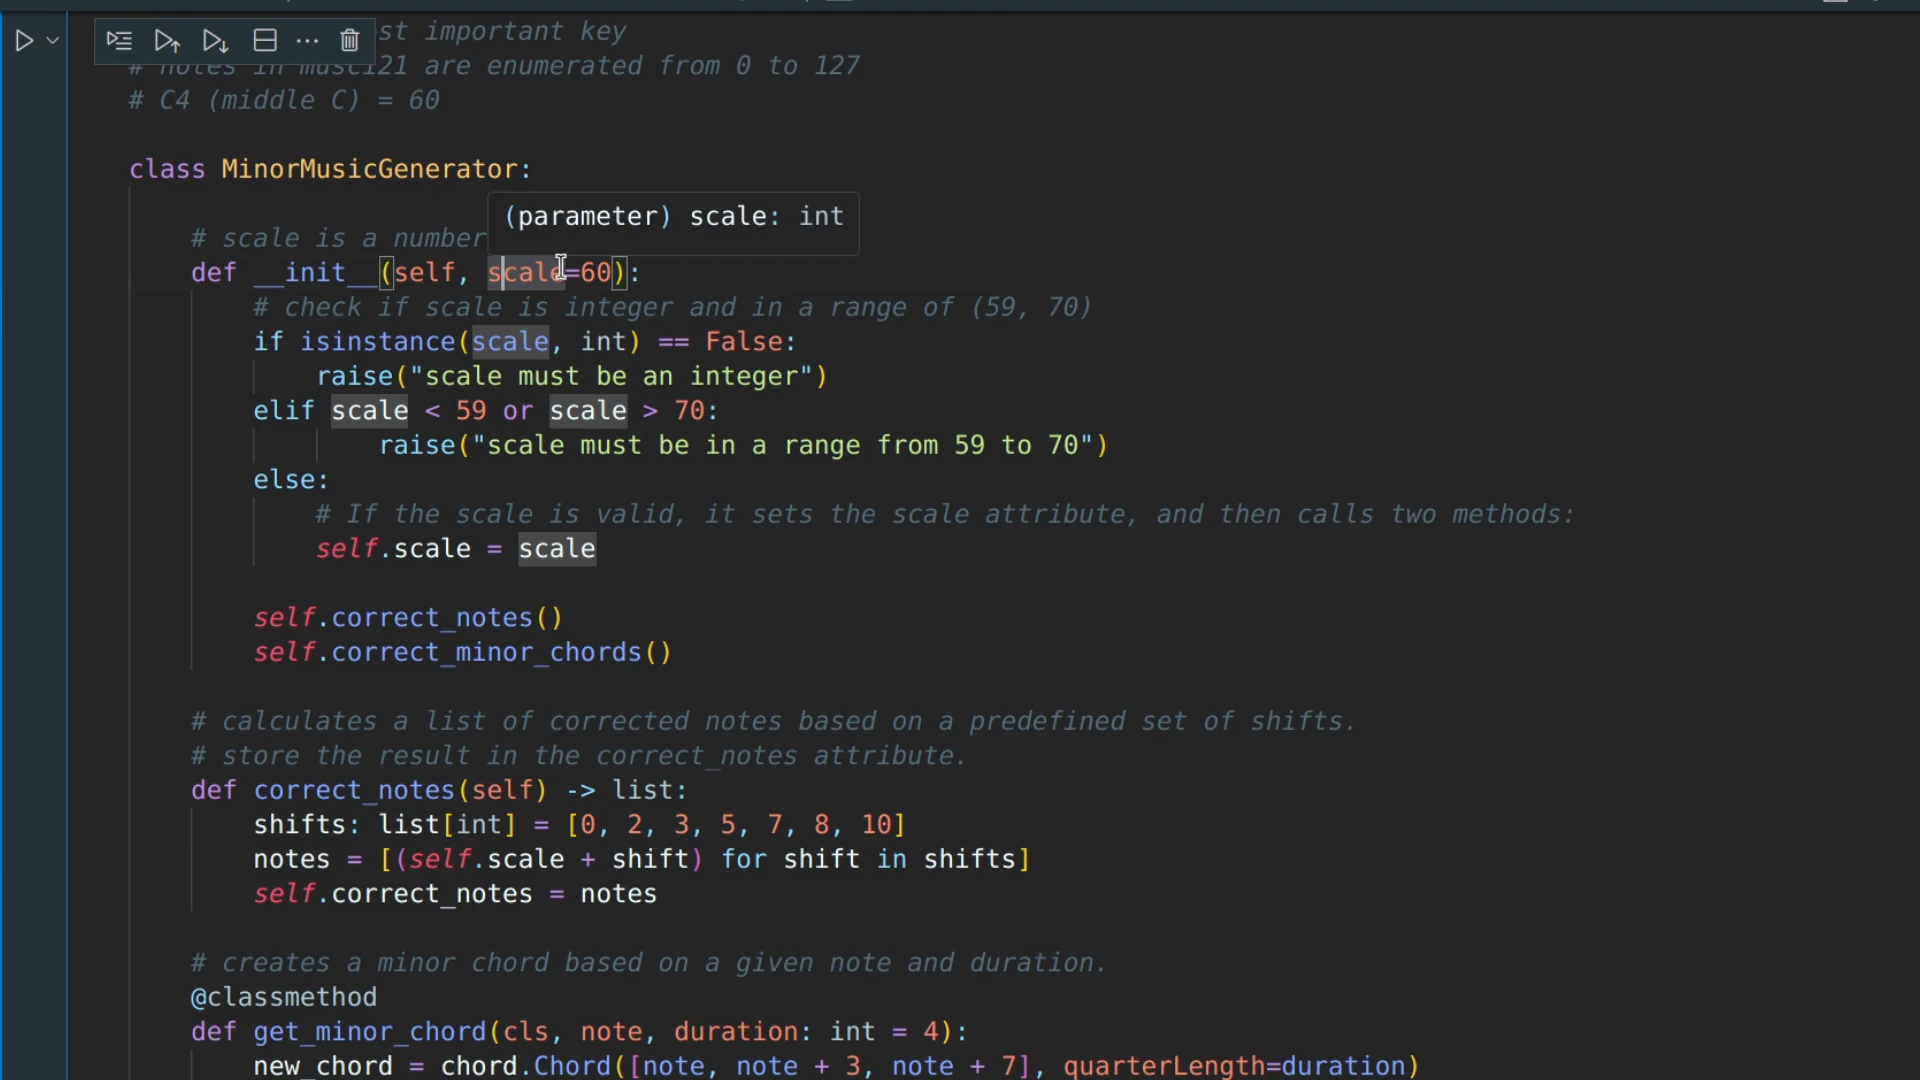 st important key
# notes in musci21 are enumerated from 0 to 127
# C4 (middle C) = 60
class MinorMusicGenerator:
(parameter) scale: int
# scale is a number
def __init__(self, scale=60):
# check if scale is integer and in a range of (59, 70)
if isinstance(scale, int) == False:
raise("scale must be an integer")
elif scale < 59 or scale > 70:
raise("scale must be in a range from 59 to 70")
else:
# If the scale is valid, it sets the scale attribute, and then calls two methods:
self.scale = scale
self.correct_notes()
self.correct_minor_chords()
# calculates a list of corrected notes based on a predefined set of shifts.
# store the result in the correct_notes attribute.
def correct_notes(self) -> list:
shifts: list[int] = [0, 2, 3, 5, 7, 8, 10]
notes = [(self.scale + shift) for shift in shifts]
self.correct_notes = notes
# creates a minor chord based on a given note and duration.
@classmethod
def get_minor_chord(cls, note, duration: int = 4):
new_chord = chord.Chord([note, note + 3, note + 7], quarterLength=duration)